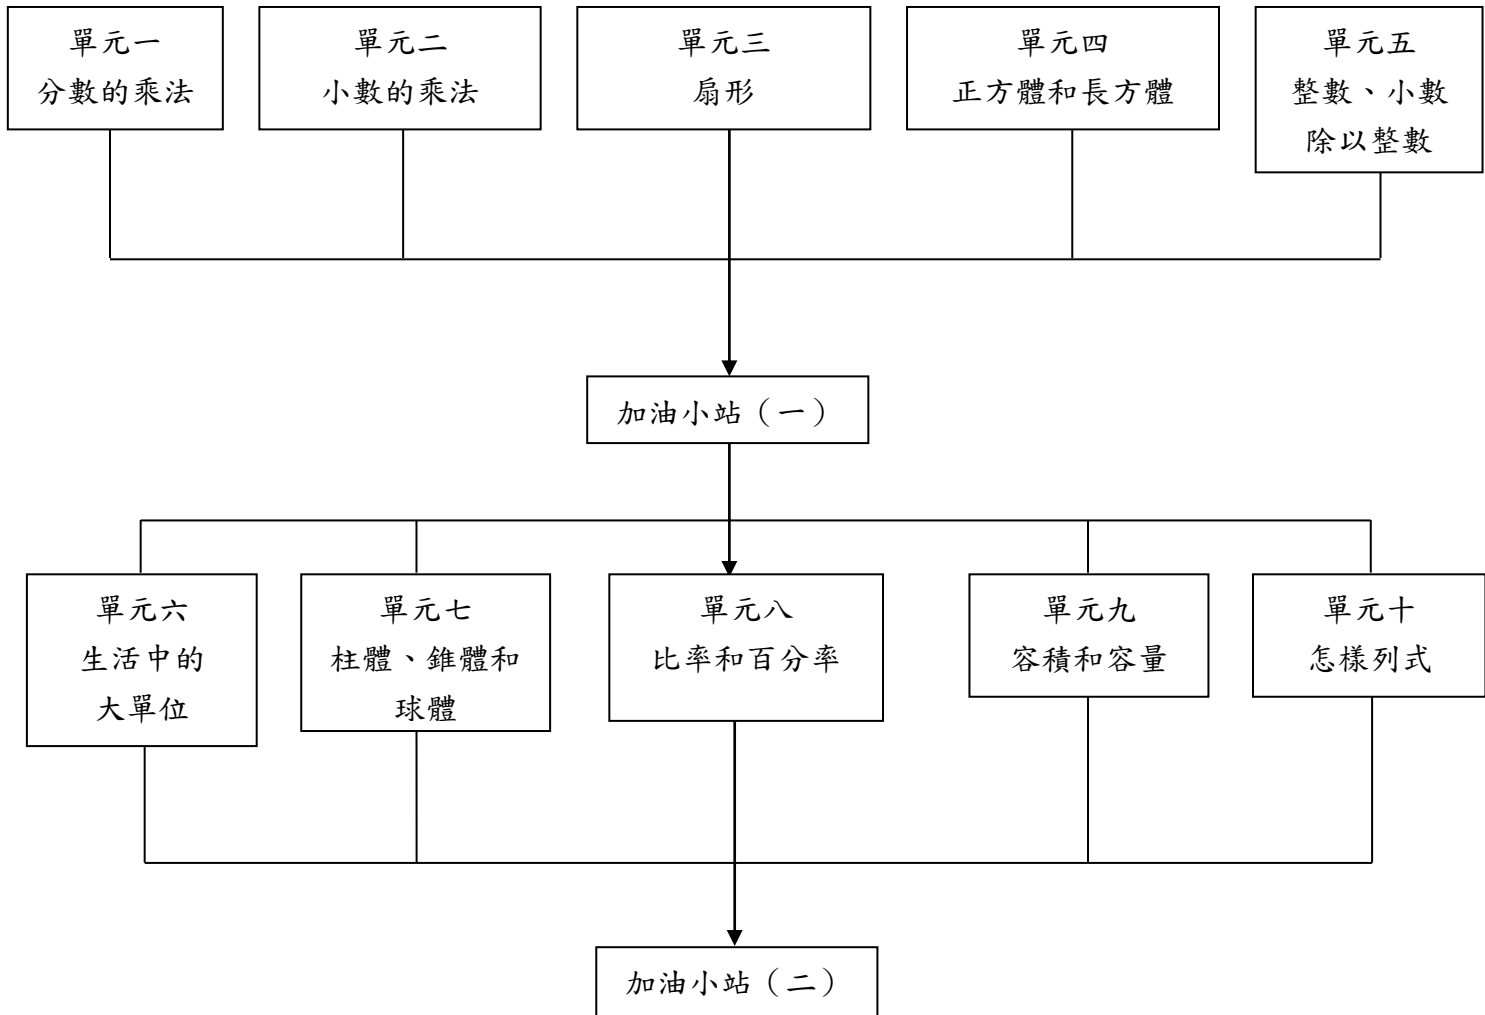 單元一
分數的乘法
單元二
小數的乘法
單元三
扇形
單元四
正方體和長方體
單元五
整數、小數
除以整數
加油小站（一）
單元六
生活中的
大單位
單元七
柱體、錐體和
球體
單元八
比率和百分率
單元九
容積和容量
單元十
怎樣列式
加油小站（二）